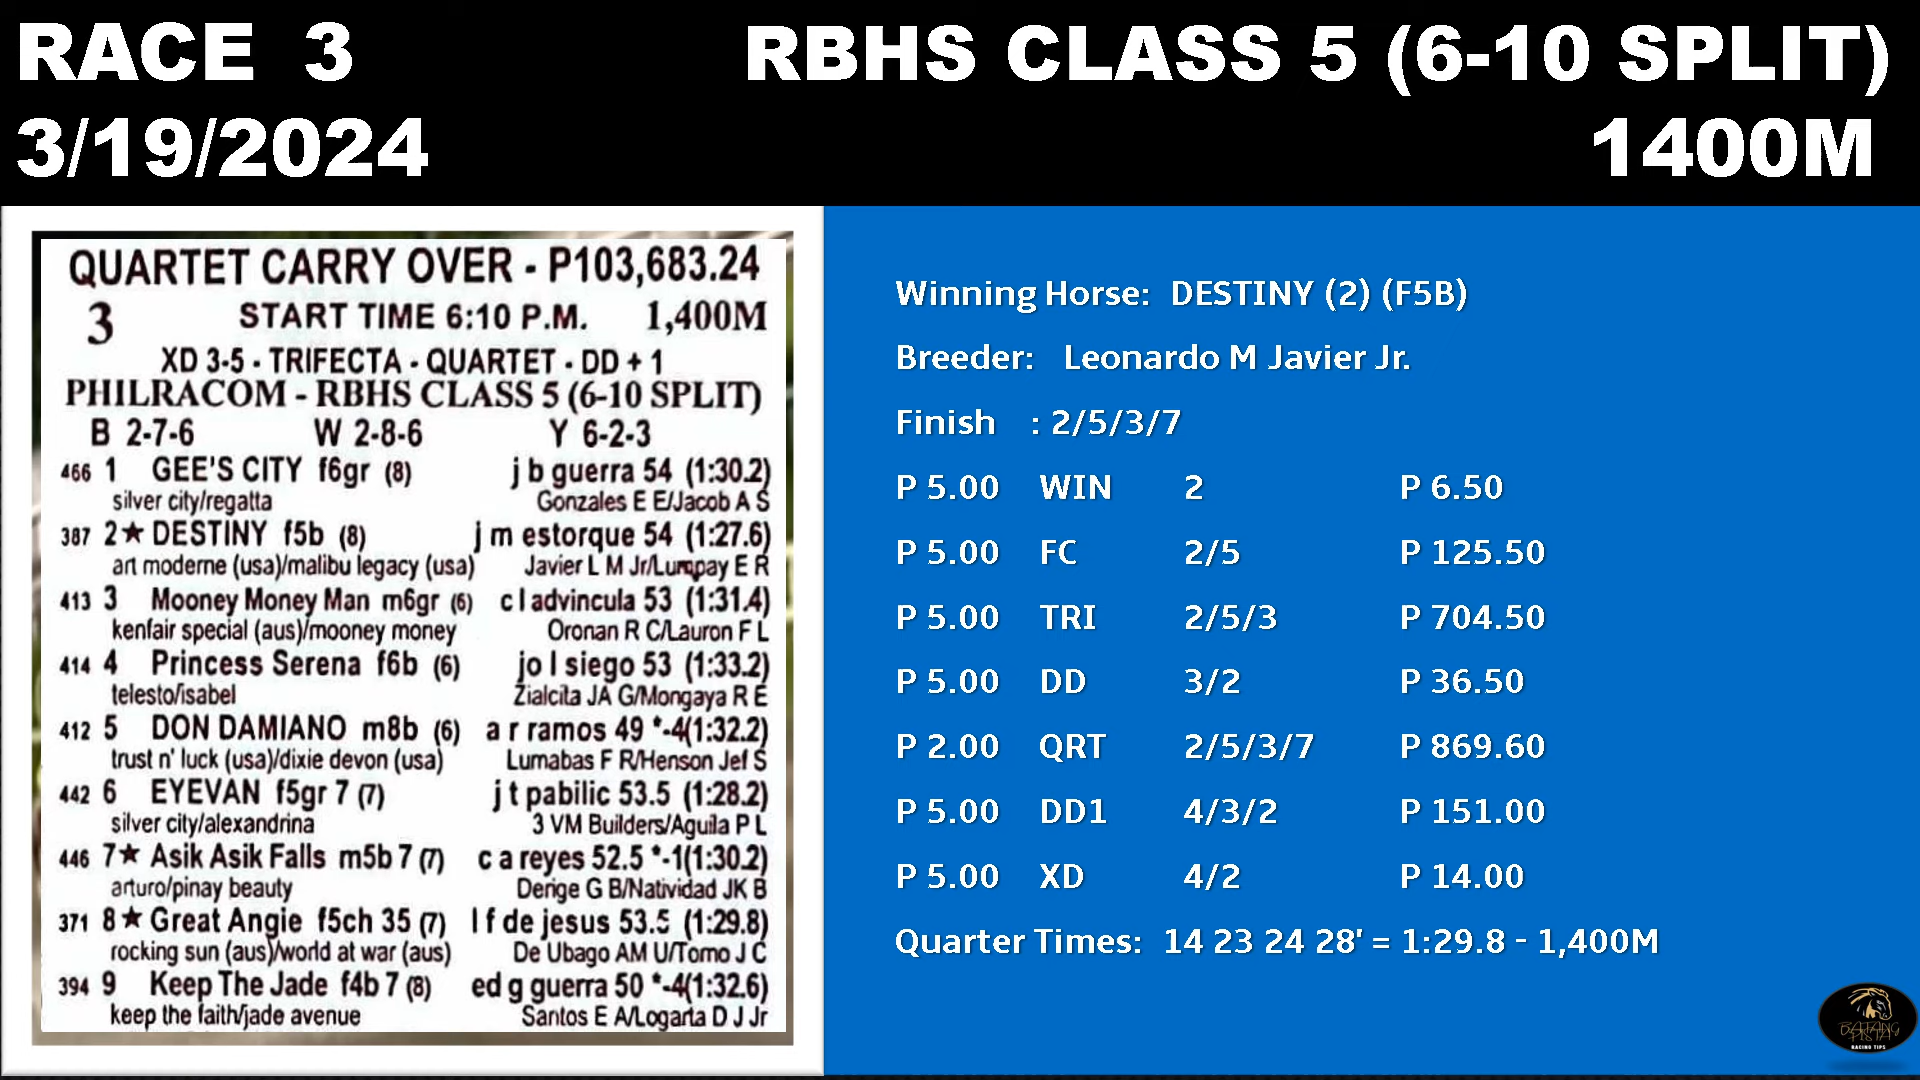 RACE 3
RBHS CLASS 5 (6-10 SPLIT)
3/19/2024
1400M
QUARTET CARRY OVER - P103,683.24
3 START TIME 6:10 P.M. 1,400M
XD 3-5 - TRIFECTA - QUARTET - DD + 1
PHILRACOM - RBHS CLASS 5 (6-10 SPLIT)
B 2-7-6 W 2-8-6 Y 6-2-3
466 1 GEE'S CITY f6gr (8) j b guerra 54 (1:30.2)
silver city/regatta Gonzales E E/Jacob A S
387 2★ DESTINY f5b (8) j m estorque 54 (1:27.6)
art moderne (usa)/malibu legacy (usa) Javier L M Jr/Lumpay E R
413 3 Mooney Money Man m6gr (6) c l advincula 53 (1:31.4)
kenfair special (aus)/mooney money Oronan R C/Lauron F L
414 4 Princess Serena f6b (6) jo l siego 53 (1:33.2)
telesto/isabel Zialcita JA G/Mongaya R E
412 5 DON DAMIANO m8b (6) a r ramos 49 *-4(1:32.2)
trust n' luck (usa)/dixie devon (usa) Lumabas F R/Henson Jef S
442 6 EYEVAN f5gr 7 (7) j t pabilic 53.5 (1:28.2)
silver city/alexandrina 3 VM Builders/Aguila P L
446 7★ Asik Asik Falls m5b 7 (7) c a reyes 52.5 *-1(1:30.2)
arturo/pinay beauty Derige G B/Natividad JK B
371 8★ Great Angie f5ch 35 (7) l f de jesus 53.5 (1:29.8)
rocking sun (aus)/world at war (aus) De Ubago AM U/Tomo J C
394 9 Keep The Jade f4b 7 (8) ed g guerra 50 *-4(1:32.6)
keep the faith/jade avenue Santos E A/Logarta D J Jr
Winning Horse: DESTINY (2) (F5B)
Breeder: Leonardo M Javier Jr.
Finish : 2/5/3/7
P 5.00 WIN 2 P 6.50
P 5.00 FC 2/5 P 125.50
P 5.00 TRI 2/5/3 P 704.50
P 5.00 DD 3/2 P 36.50
P 2.00 QRT 2/5/3/7 P 869.60
P 5.00 DD1 4/3/2 P 151.00
P 5.00 XD 4/2 P 14.00
Quarter Times: 14 23 24 28' = 1:29.8 - 1,400M
BATANG
PISTA
RACING TIPS